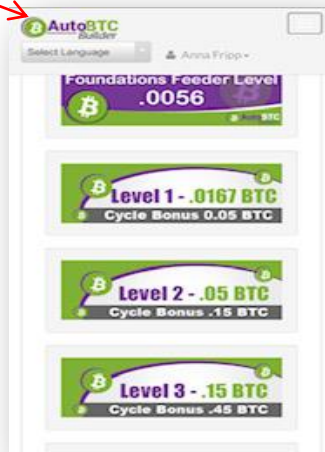 AutoBTC
Builder
Select Language
Anna Fripp
Foundations Feeder Level
.0056
Level 1 - .0167 BTC
Cycle Bonus 0.05 BTC
Level 2 - .05 BTC
Cycle Bonus .15 BTC
Level 3 - .15 BTC
Cycle Bonus .45 BTC